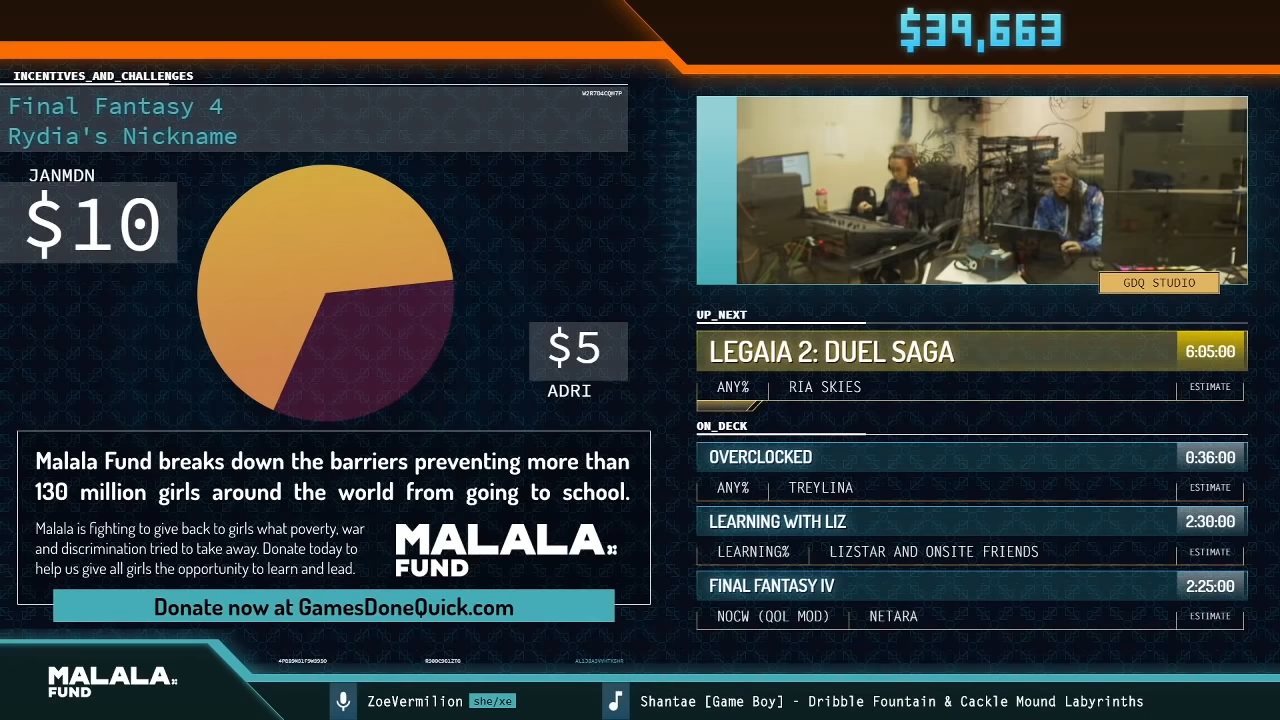 $39,663
INCENTIVES_AND_CHALLENGES
Final Fantasy 4
Rydia's Nickname
JANMDN
$10
$5
ADRI
Malala Fund breaks down the barriers preventing more than
130 million girls around the world from going to school.
Malala is fighting to give back to girls what poverty, war
and discrimination tried to take away. Donate today to
help us give all girls the opportunity to learn and lead.
MALALA
FUND
Donate now at GamesDoneQuick.com
GDQ STUDIO
UP_NEXT
LEGAIA 2: DUEL SAGA
6:05:00
ANY% RIA SKIES ESTIMATE
ON_DECK
OVERCLOCKED 0:36:00
ANY% TREYLINA ESTIMATE
LEARNING WITH LIZ 2:30:00
LEARNING% LIZSTAR AND ONSITE FRIENDS ESTIMATE
FINAL FANTASY IV 2:25:00
NOCW (QOL MOD) NETARA ESTIMATE
MALALA
FUND
ZoeVermilion she/xe
Shantae [Game Boy] - Dribble Fountain & Cackle Mound Labyrinths